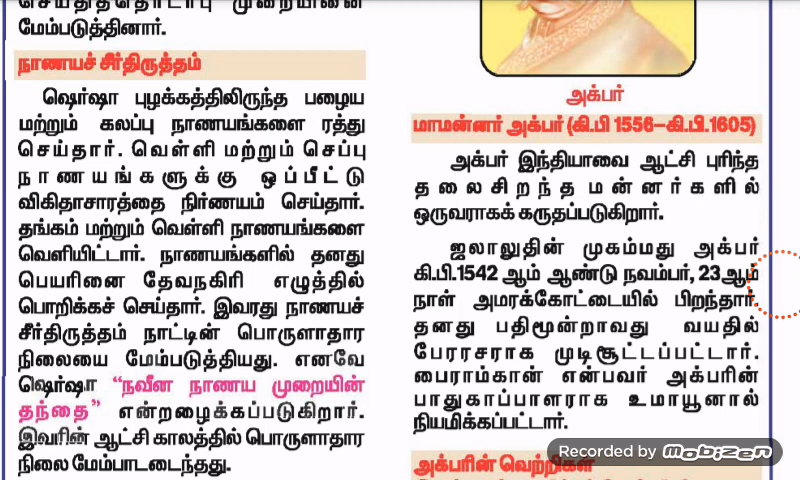 செய்தித்தொடர்பு முறையினை
மேம்படுத்தினார்.
நாணயச் சீர்திருத்தம்
ஷெர்ஷா புழக்கத்திலிருந்த பழைய
மற்றும் கலப்பு நாணயங்களை ரத்து
செய்தார். வெள்ளி மற்றும் செப்பு
நாணயங்களுக்கு ஒப்பீட்டு
விகிதாசாரத்தை நிர்ணயம் செய்தார்.
தங்கம் மற்றும் வெள்ளி நாணயங்களை
வெளியிட்டார். நாணயங்களில் தனது
பெயரினை தேவநகிரி எழுத்தில்
பொறிக்கச் செய்தார். இவரது நாணயச்
சீர்திருத்தம் நாட்டின் பொருளாதார
நிலையை மேம்படுத்தியது. எனவே
ஷெர்ஷா “நவீன நாணய முறையின்
தந்தை” என்றழைக்கப்படுகிறார்.
இவரின் ஆட்சி காலத்தில் பொருளாதார
நிலை மேம்பாடடைந்தது.
அக்பர்
மாமன்னர் அக்பர் (கி.பி 1556–கி.பி.1605)
அக்பர் இந்தியாவை ஆட்சி புரிந்த
தலைசிறந்த மன்னர்களில்
ஒருவராகக் கருதப்படுகிறார்.
ஜலாலுதின் முகம்மது அக்பர்
கி.பி.1542 ஆம் ஆண்டு நவம்பர், 23ஆம்
நாள் அமரக்கோட்டையில் பிறந்தார்.
தனது பதிமூன்றாவது வயதில்
பேரரசராக முடிசூட்டப்பட்டார்.
பைராம்கான் என்பவர் அக்பரின்
பாதுகாப்பாளராக உமாயூனால்
நியமிக்கப்பட்டார்.
அக்பரின் வெற்றிகள்
Recorded by mobizen